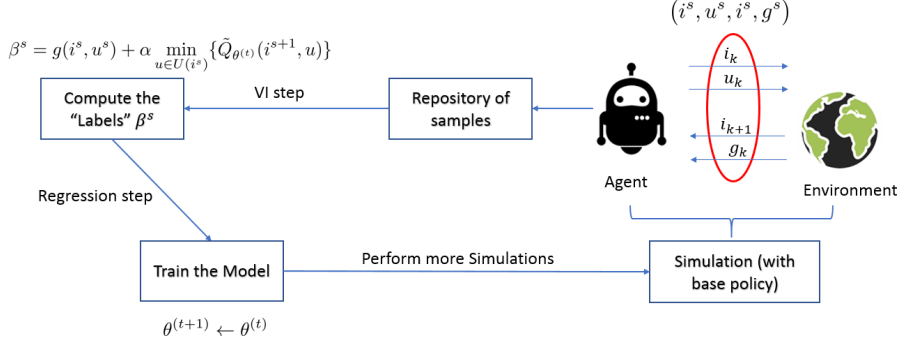 (i^s, u^s, i^s, g^s)
β^s = g(i^s, u^s) + α min_{u∈U(i^s)} {Q̃_{θ^{(t)}}(i^{s+1}, u)}
i_k
u_k
i_{k+1}
g_k
Compute the
"Labels" β^s
VI step
Repository of
samples
Agent
Environment
Regression step
Train the Model
Perform more Simulations
Simulation (with
base policy)
θ^{(t+1)} ← θ^{(t)}